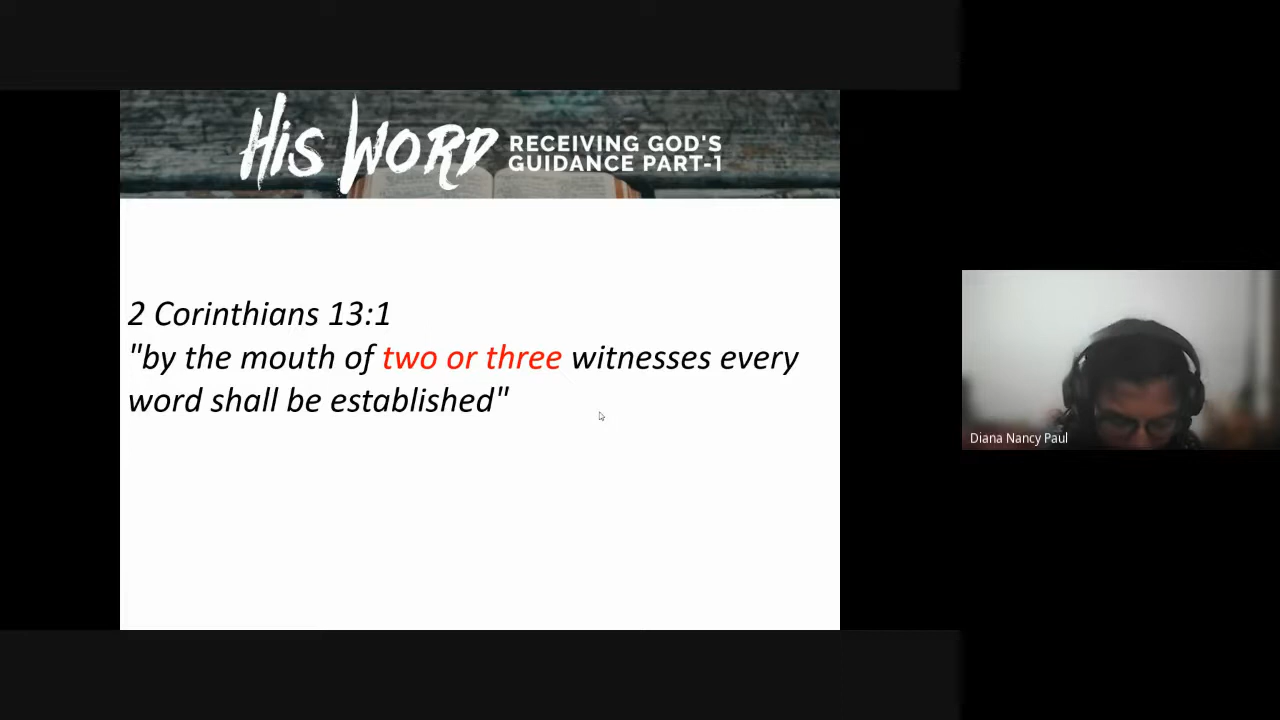 His Word
RECEIVING GOD'S
GUIDANCE PART-1
2 Corinthians 13:1
"by the mouth of two or three witnesses every
word shall be established"
Diana Nancy Paul